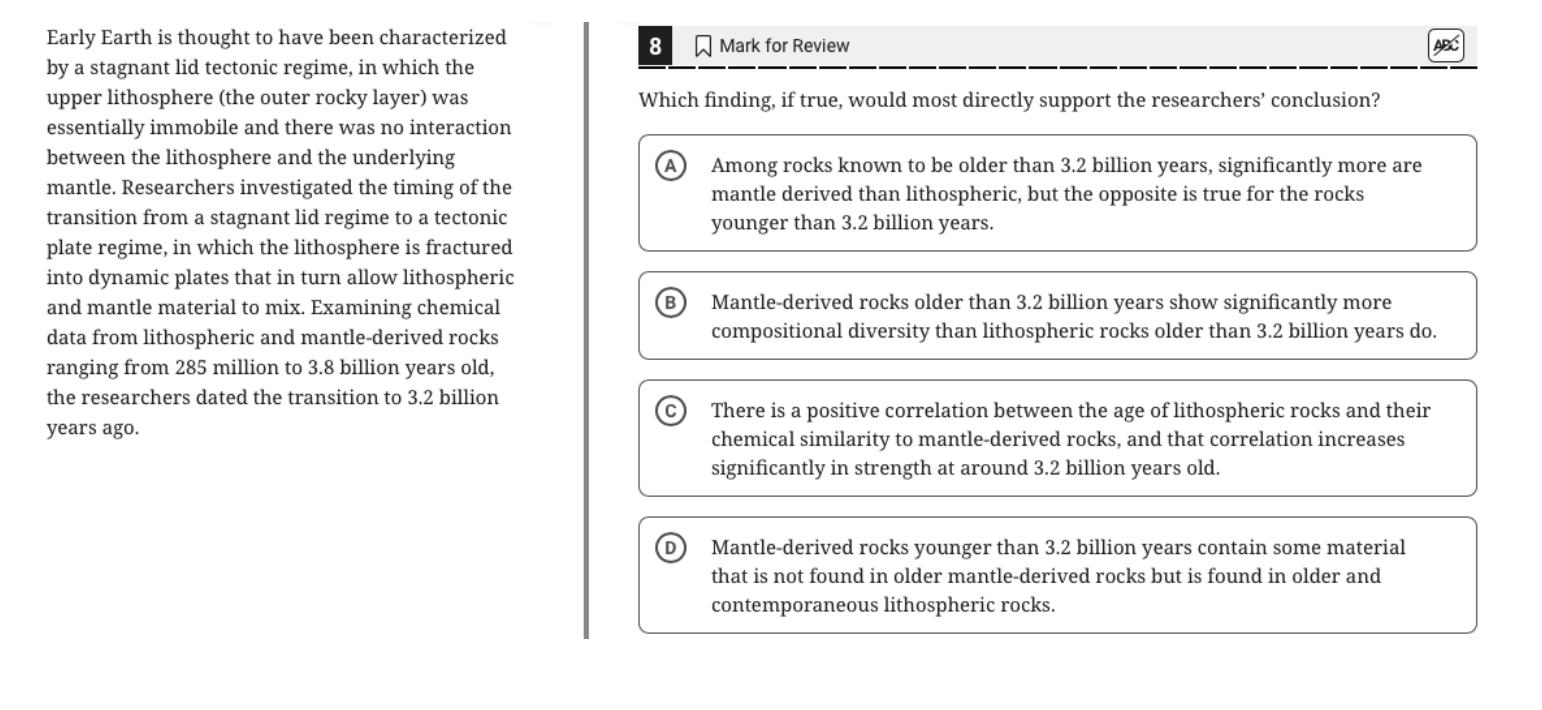 Early Earth is thought to have been characterized
by a stagnant lid tectonic regime, in which the
upper lithosphere (the outer rocky layer) was
essentially immobile and there was no interaction
between the lithosphere and the underlying
mantle. Researchers investigated the timing of the
transition from a stagnant lid regime to a tectonic
plate regime, in which the lithosphere is fractured
into dynamic plates that in turn allow lithospheric
and mantle material to mix. Examining chemical
data from lithospheric and mantle-derived rocks
ranging from 285 million to 3.8 billion years old,
the researchers dated the transition to 3.2 billion
years ago.
8 Mark for Review ABC
Which finding, if true, would most directly support the researchers’ conclusion?
A Among rocks known to be older than 3.2 billion years, significantly more are
mantle derived than lithospheric, but the opposite is true for the rocks
younger than 3.2 billion years.
B Mantle-derived rocks older than 3.2 billion years show significantly more
compositional diversity than lithospheric rocks older than 3.2 billion years do.
C There is a positive correlation between the age of lithospheric rocks and their
chemical similarity to mantle-derived rocks, and that correlation increases
significantly in strength at around 3.2 billion years old.
D Mantle-derived rocks younger than 3.2 billion years contain some material
that is not found in older mantle-derived rocks but is found in older and
contemporaneous lithospheric rocks.